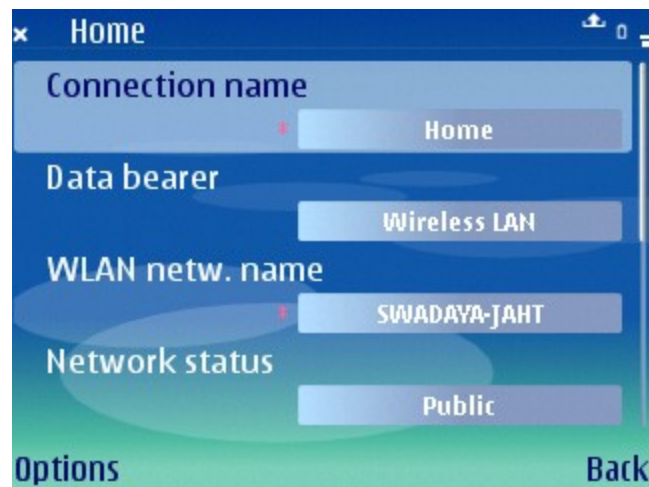 Home
Connection name
* Home
Data bearer
Wireless LAN
WLAN netw. name
* SWADAYA-JAHT
Network status
Public
Options Back